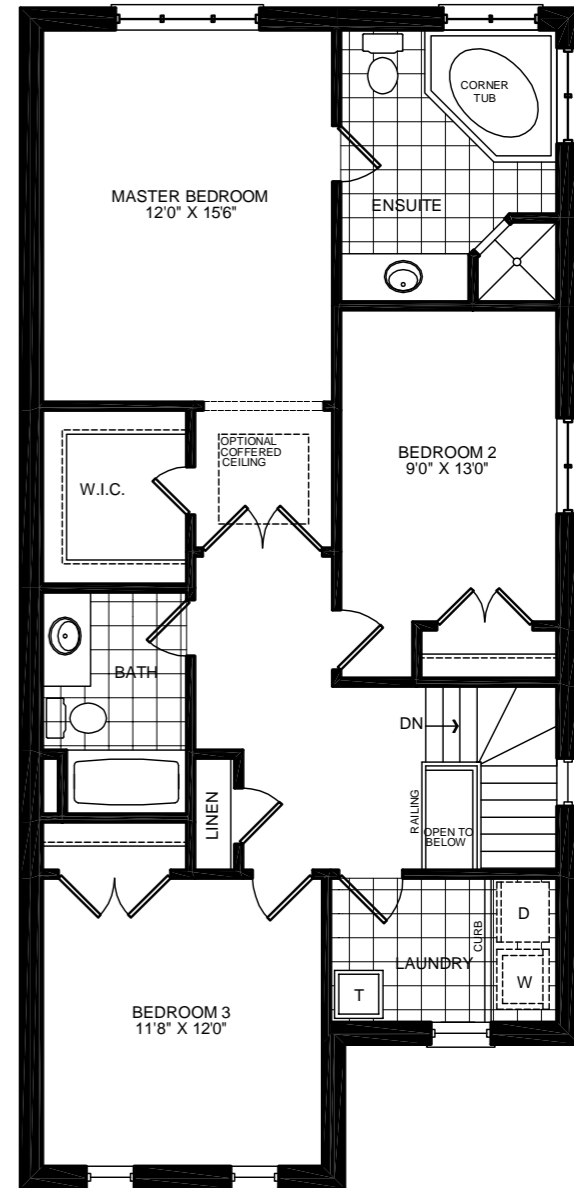 CORNER
TUB
MASTER BEDROOM
12'0" X 15'6"
ENSUITE
OPTIONAL
COFFERED
CEILING
BEDROOM 2
9'0" X 13'0"
W.I.C.
BATH
DN
RAILING
OPEN TO
BELOW
LINEN
D
CURB
LAUNDRY
W
T
BEDROOM 3
11'8" X 12'0"